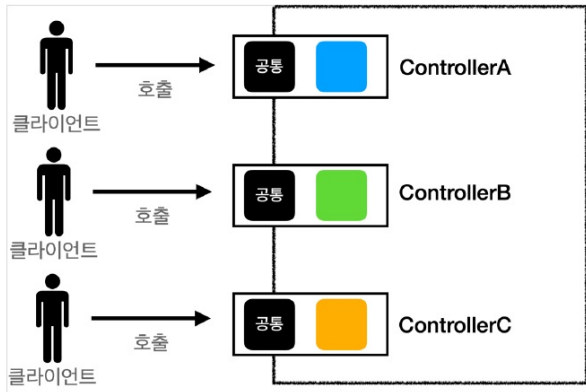 공통
ControllerA
호출
클라이언트
공통
ControllerB
호출
클라이언트
공통
ControllerC
호출
클라이언트